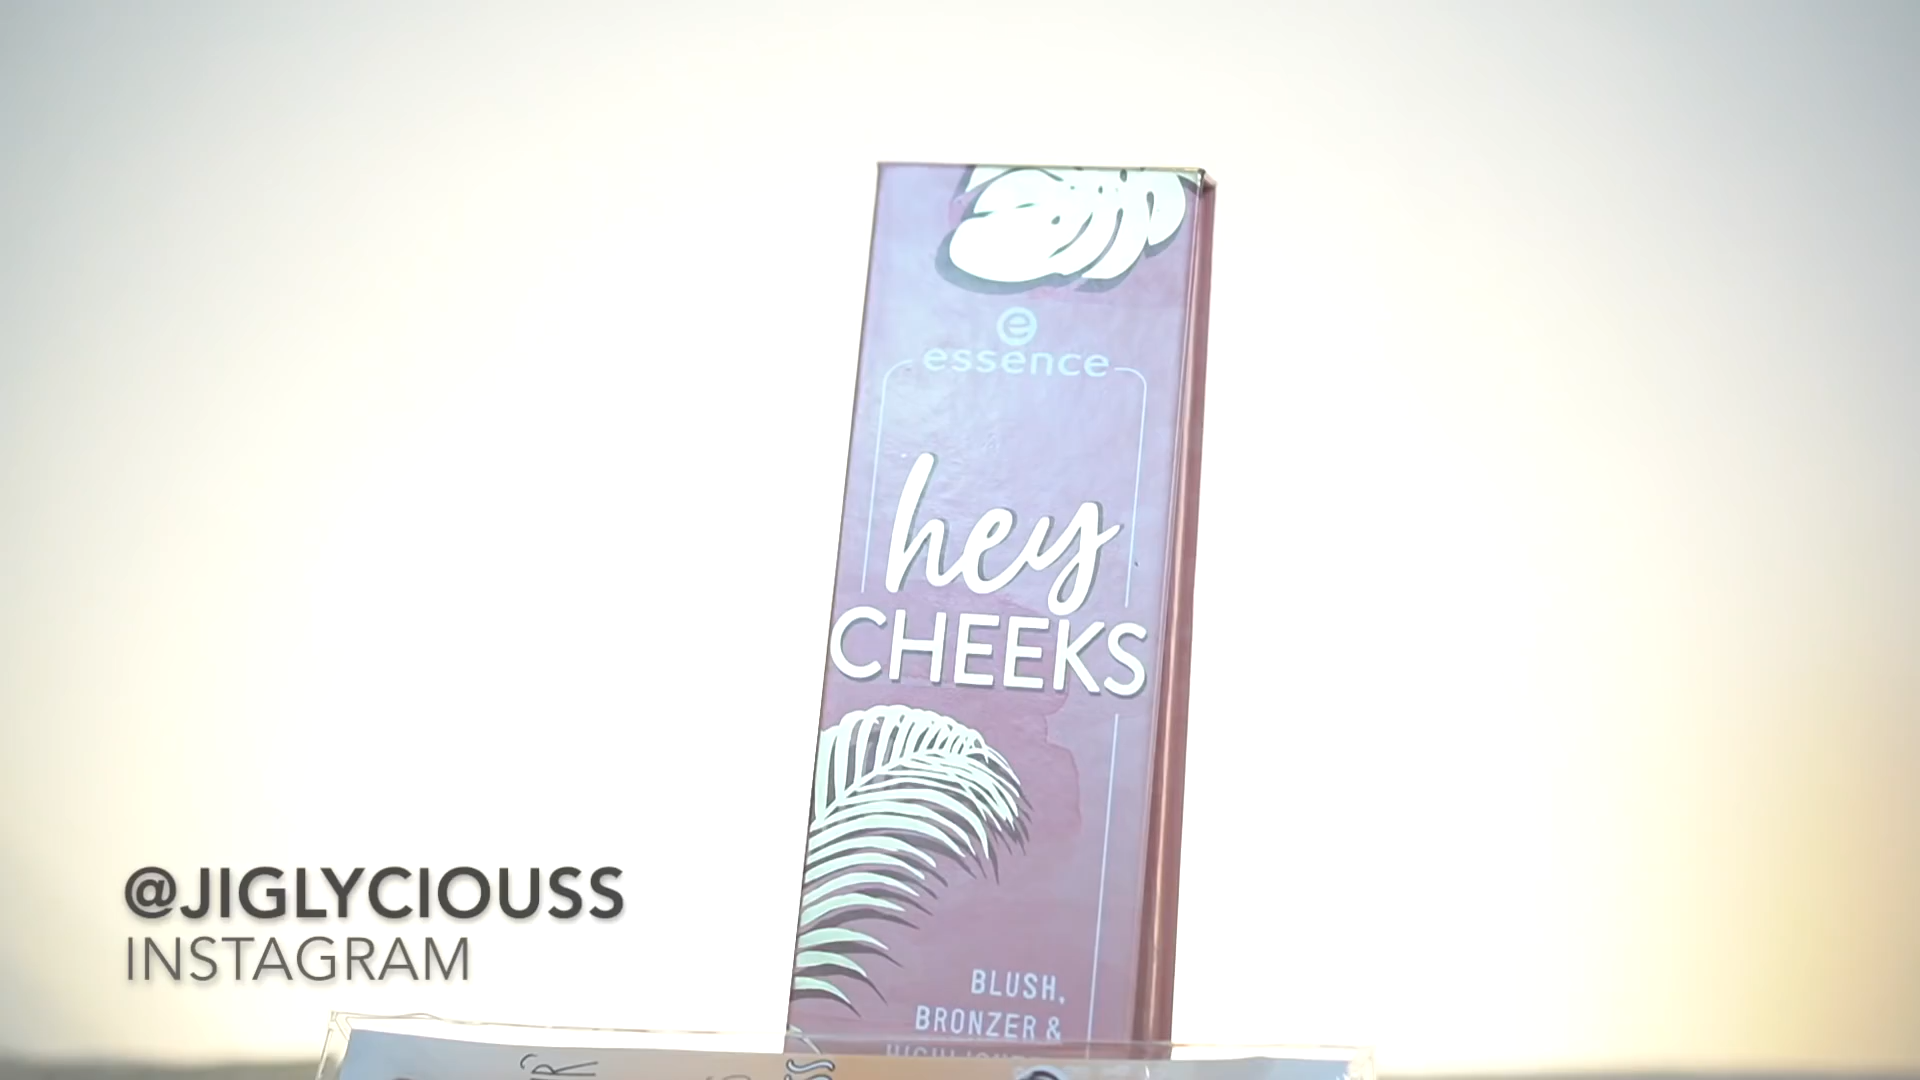 e
essence
hey
CHEEKS
BLUSH,
BRONZER &
@JIGLYCIOUSS
INSTAGRAM